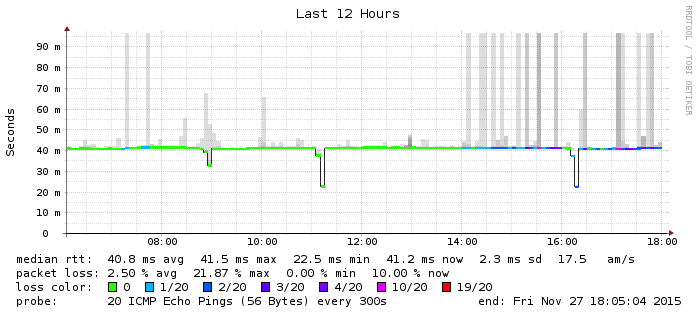 Last 12 Hours
RRDTOOL / TOBI OETIKER
Seconds
90 m
80 m
70 m
60 m
50 m
40 m
30 m
20 m
10 m
0
08:00 10:00 12:00 14:00 16:00 18:00
median rtt: 40.8 ms avg 41.5 ms max 22.5 ms min 41.2 ms now 2.3 ms sd 17.5 am/s
packet loss: 2.50 % avg 21.87 % max 0.00 % min 10.00 % now
loss color: 0 1/20 2/20 3/20 4/20 10/20 19/20
probe: 20 ICMP Echo Pings (56 Bytes) every 300s end: Fri Nov 27 18:05:04 2015